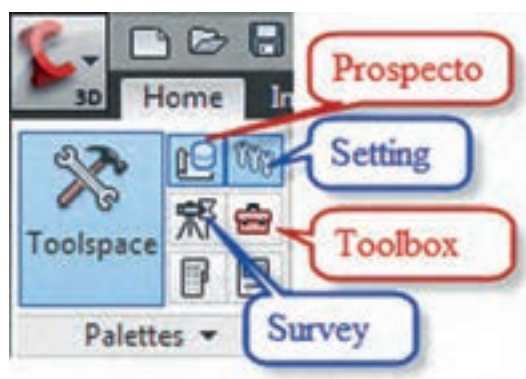 Prospecto
3D
Home
In
Setting
Toolspace
Toolbox
Palettes
Survey